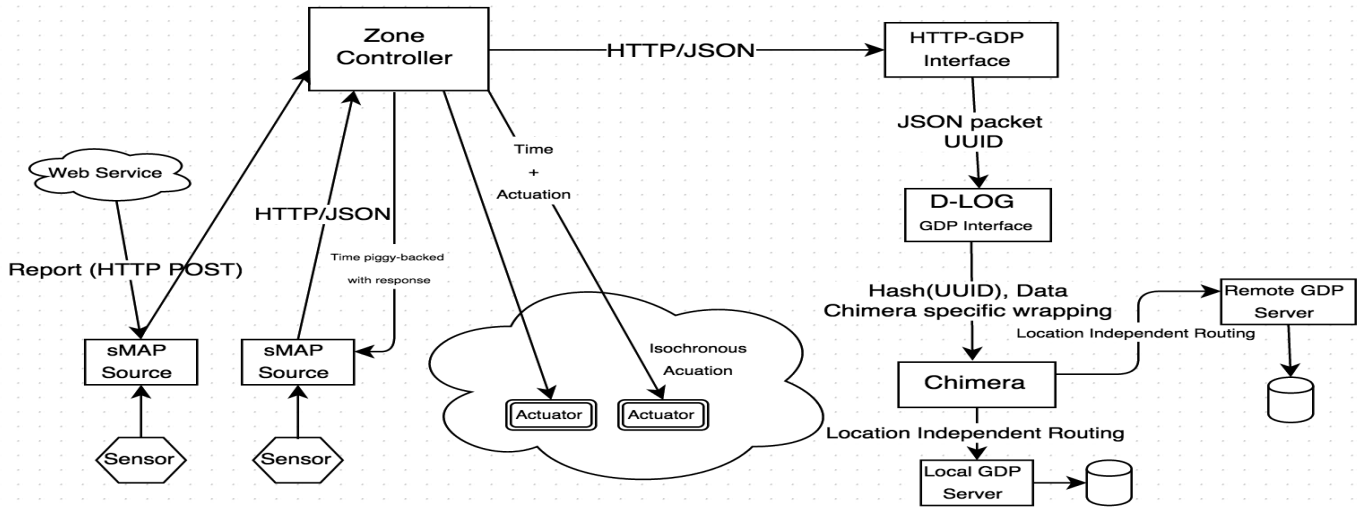 Zone
Controller
HTTP/JSON
HTTP-GDP
Interface
JSON packet
UUID
Web Service
Time
+
Actuation
D-LOG
GDP Interface
HTTP/JSON
Time piggy-backed
with response
Report (HTTP POST)
Hash(UUID), Data
Chimera specific wrapping
Remote GDP
Server
Location Independent Routing
sMAP
Source
sMAP
Source
Isochronous
Acuation
Chimera
Actuator
Actuator
Location Independent Routing
Sensor
Sensor
Local GDP
Server